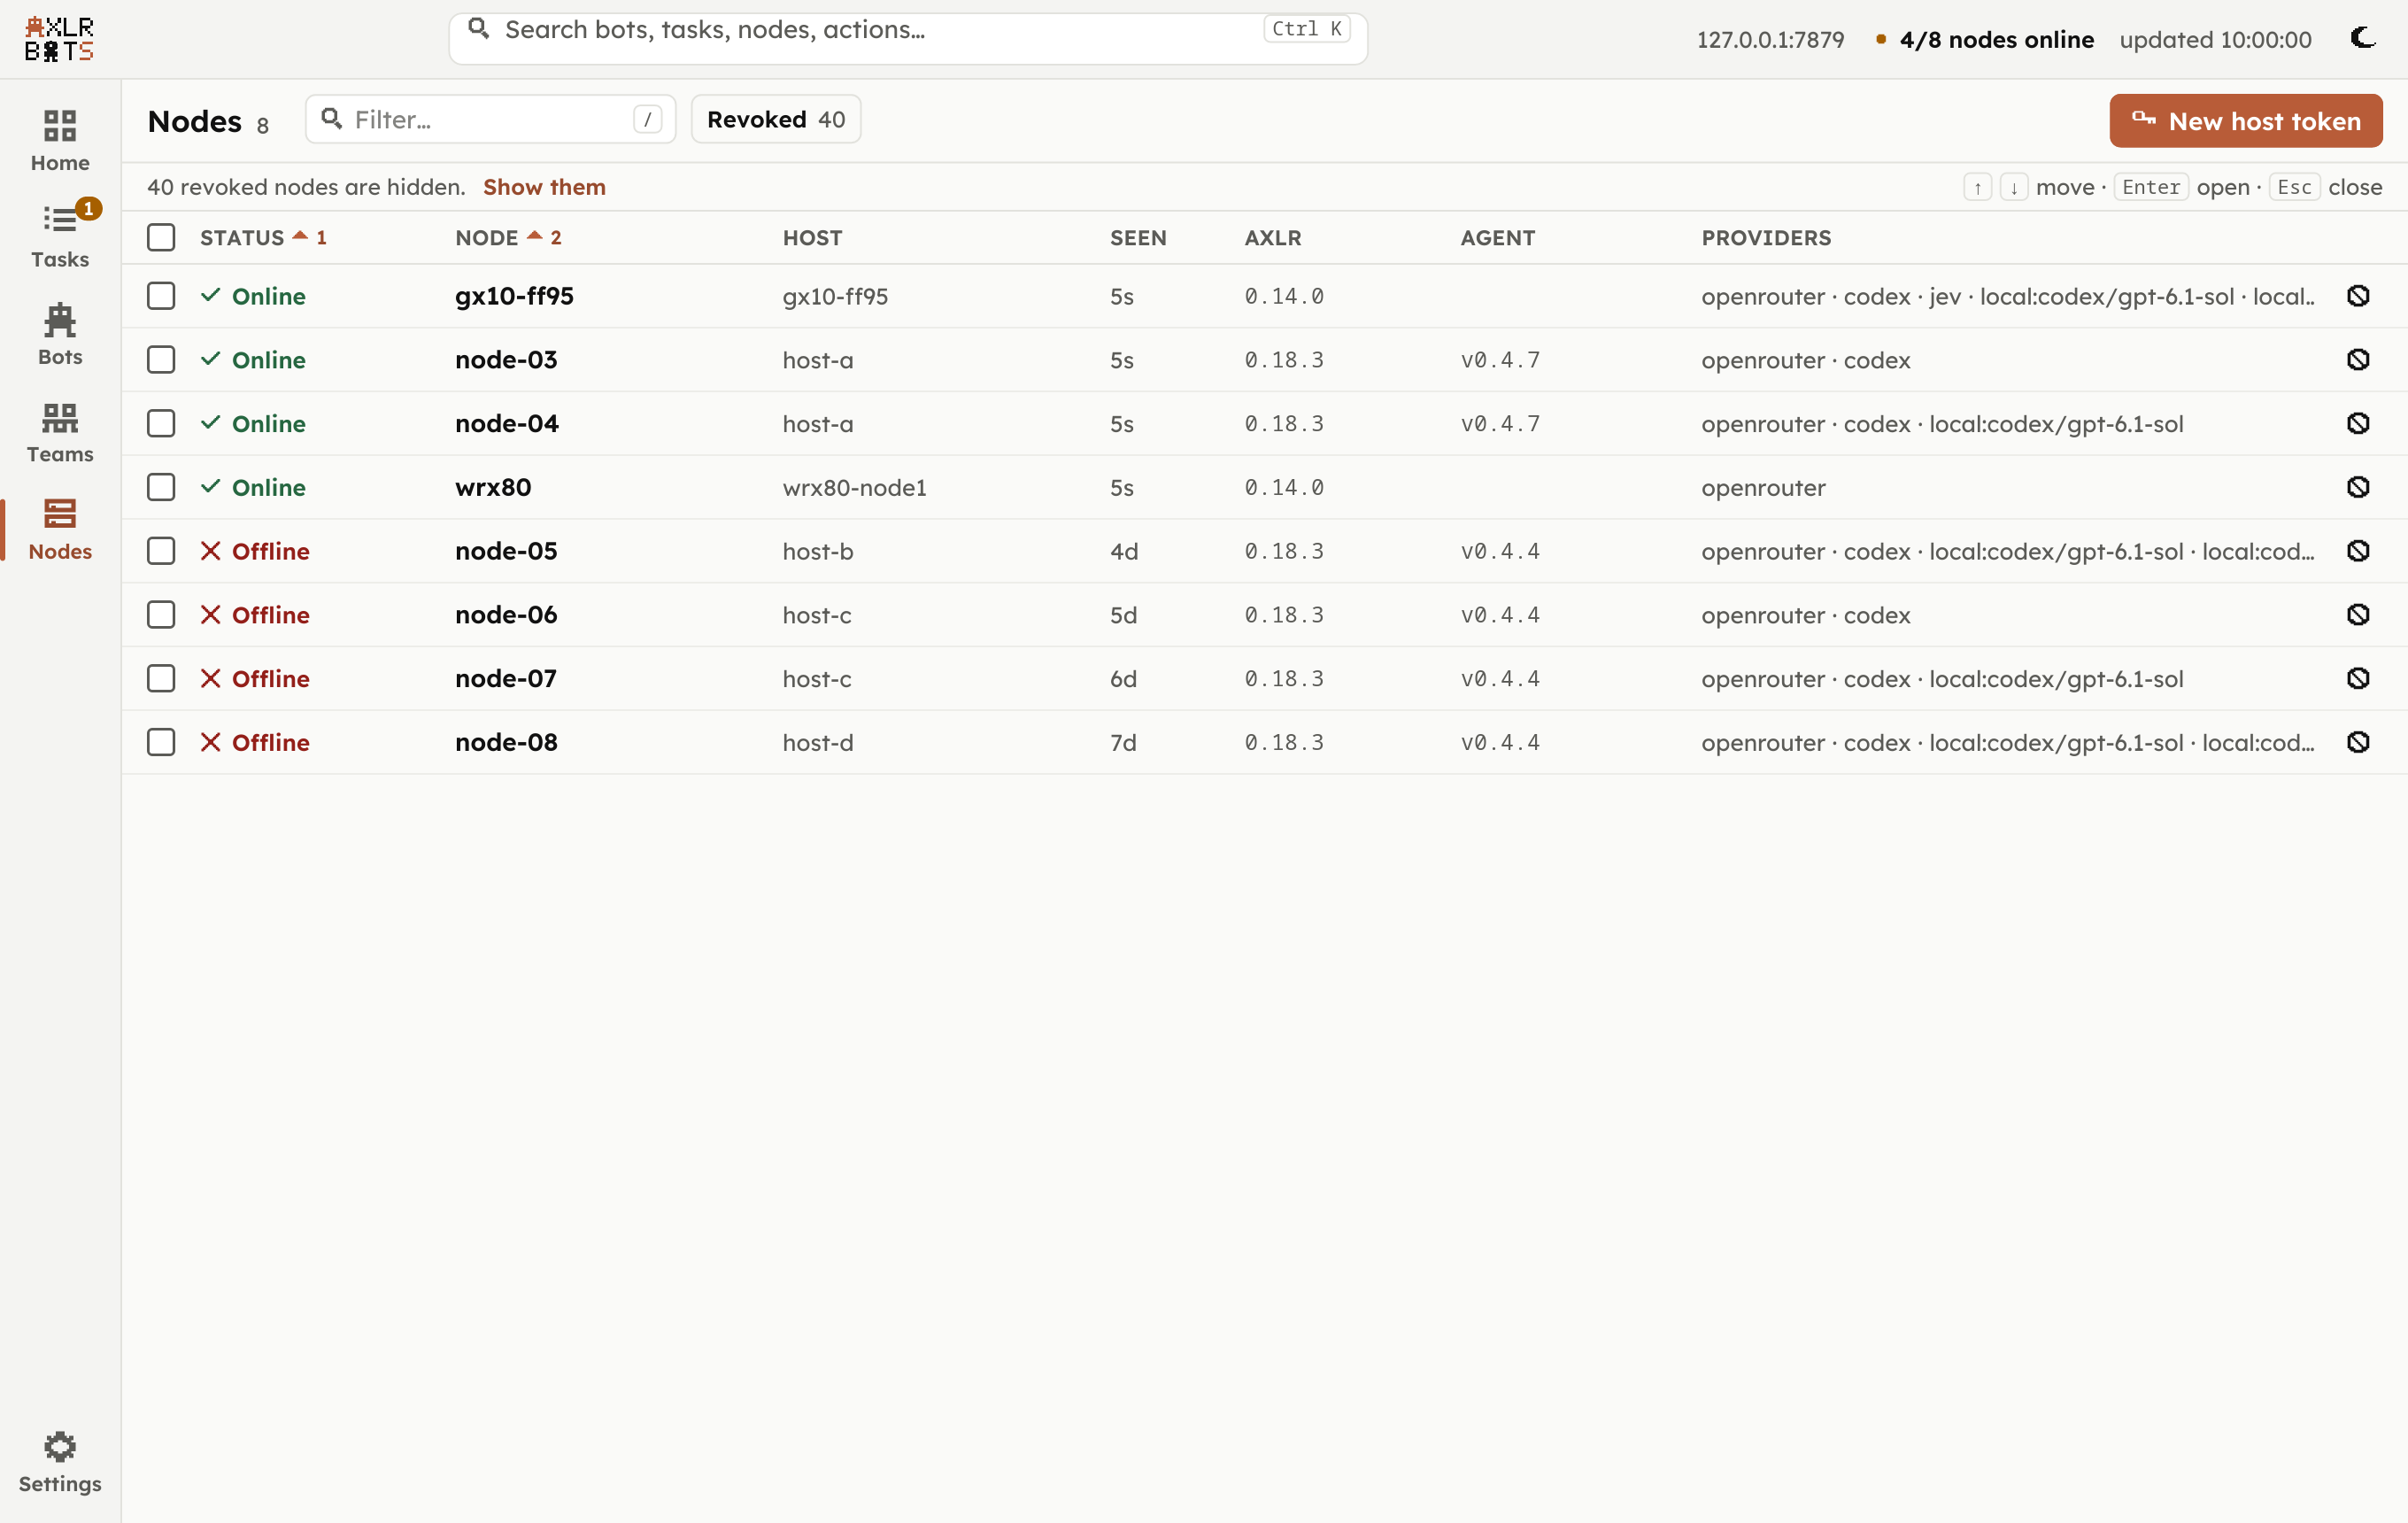 AXLR
BOTS
Search bots, tasks, nodes, actions… Ctrl K
127.0.0.1:7879 4/8 nodes online updated 10:00:00
Home
Tasks 1
Bots
Teams
Nodes
Settings
Nodes 8 Filter… / Revoked 40 New host token
40 revoked nodes are hidden. Show them ↑ ↓ move · Enter open · Esc close
STATUS 1 NODE 2 HOST SEEN AXLR AGENT PROVIDERS
Online gx10-ff95 gx10-ff95 5s 0.14.0 openrouter · codex · jev · local:codex/gpt-6.1-sol · local..
Online node-03 host-a 5s 0.18.3 v0.4.7 openrouter · codex
Online node-04 host-a 5s 0.18.3 v0.4.7 openrouter · codex · local:codex/gpt-6.1-sol
Online wrx80 wrx80-node1 5s 0.14.0 openrouter
Offline node-05 host-b 4d 0.18.3 v0.4.4 openrouter · codex · local:codex/gpt-6.1-sol · local:cod…
Offline node-06 host-c 5d 0.18.3 v0.4.4 openrouter · codex
Offline node-07 host-c 6d 0.18.3 v0.4.4 openrouter · codex · local:codex/gpt-6.1-sol
Offline node-08 host-d 7d 0.18.3 v0.4.4 openrouter · codex · local:codex/gpt-6.1-sol · local:cod…